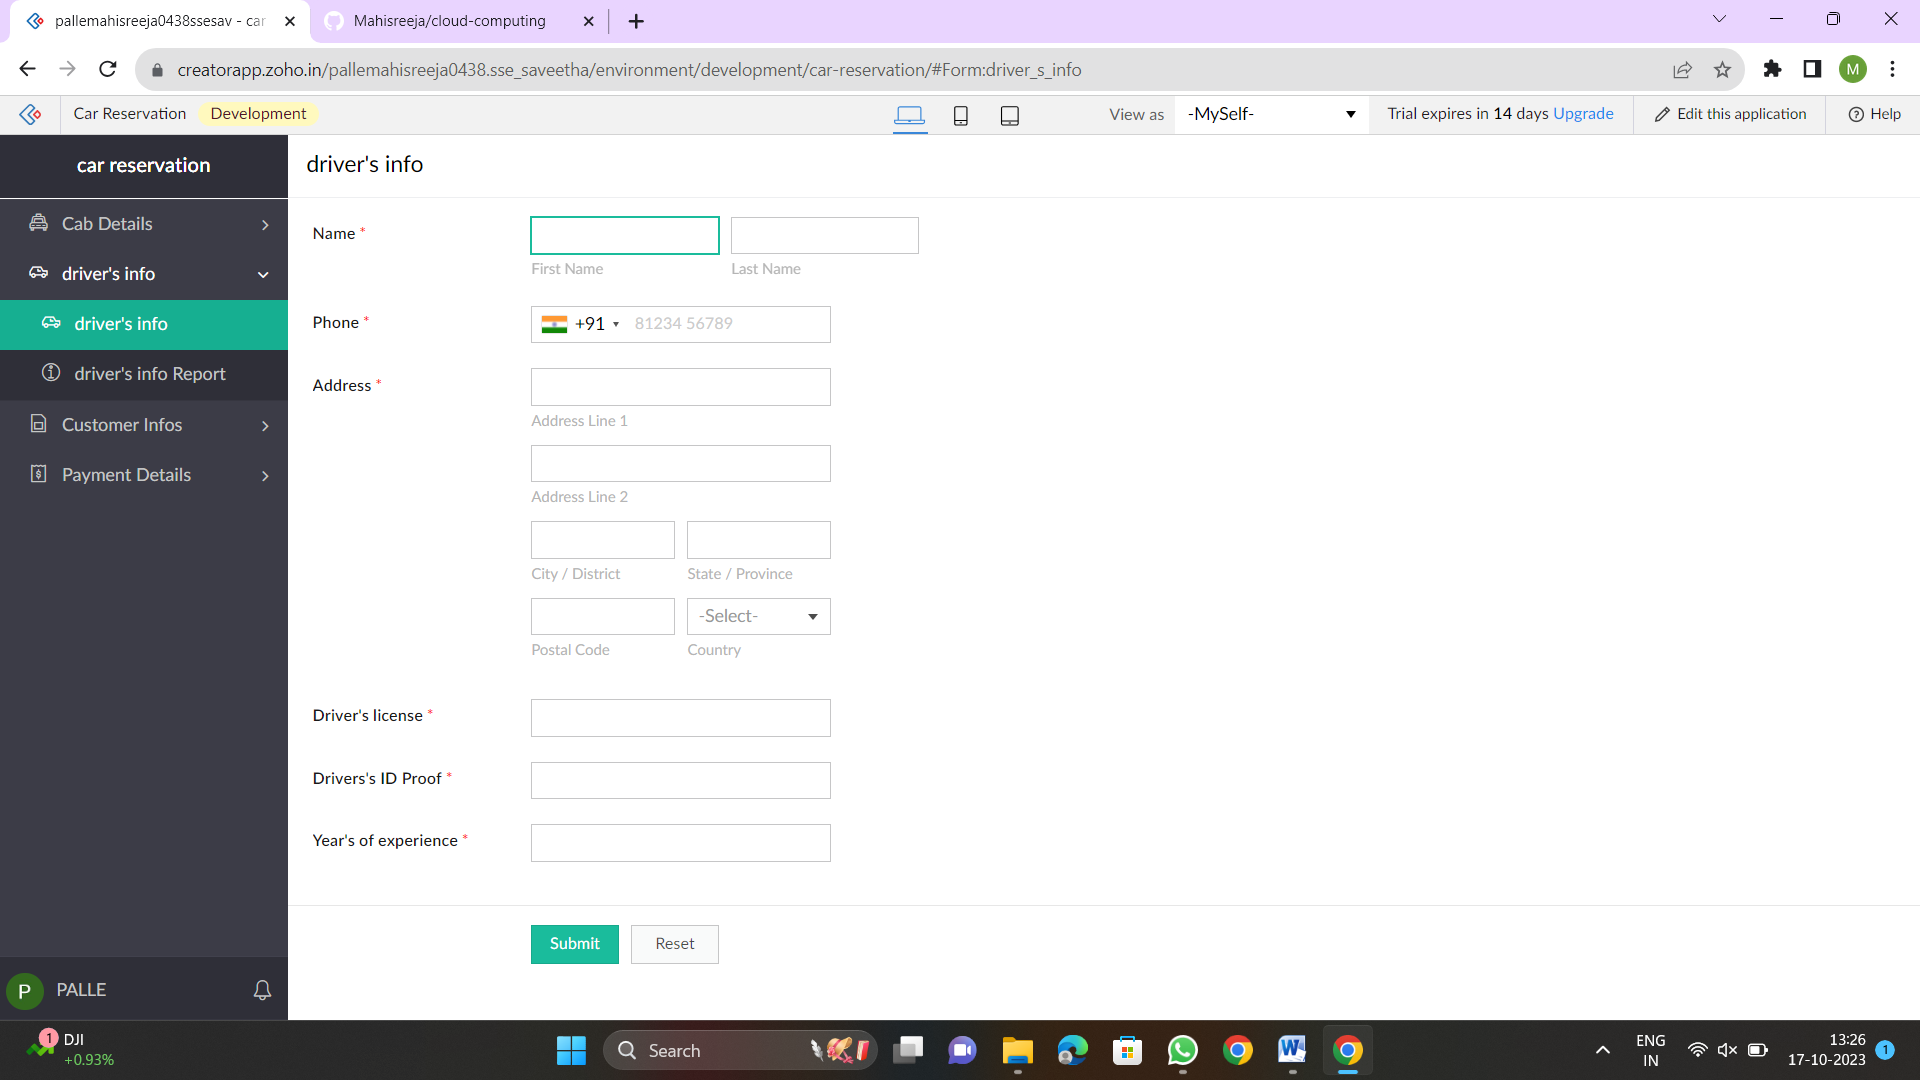 pallemahisreeja0438ssesav - car
Mahisreeja/cloud-computing
creatorapp.zoho.in/pallemahisreeja0438.sse_saveetha/environment/development/car-reservation/#Form:driver_s_info
M
Car Reservation
Development
View as
-MySelf-
Trial expires in 14 days Upgrade
Edit this application
Help
car reservation
Cab Details
driver's info
driver's info
driver's info Report
Customer Infos
Payment Details
P
PALLE
driver's info
Name *
First Name
Last Name
Phone *
+91
81234 56789
Address *
Address Line 1
Address Line 2
City / District
State / Province
-Select-
Postal Code
Country
Driver's license *
Drivers's ID Proof *
Year's of experience *
Submit
Reset
1
DJI
+0.93%
Search
W
ENG
IN
13:26
17-10-2023
1